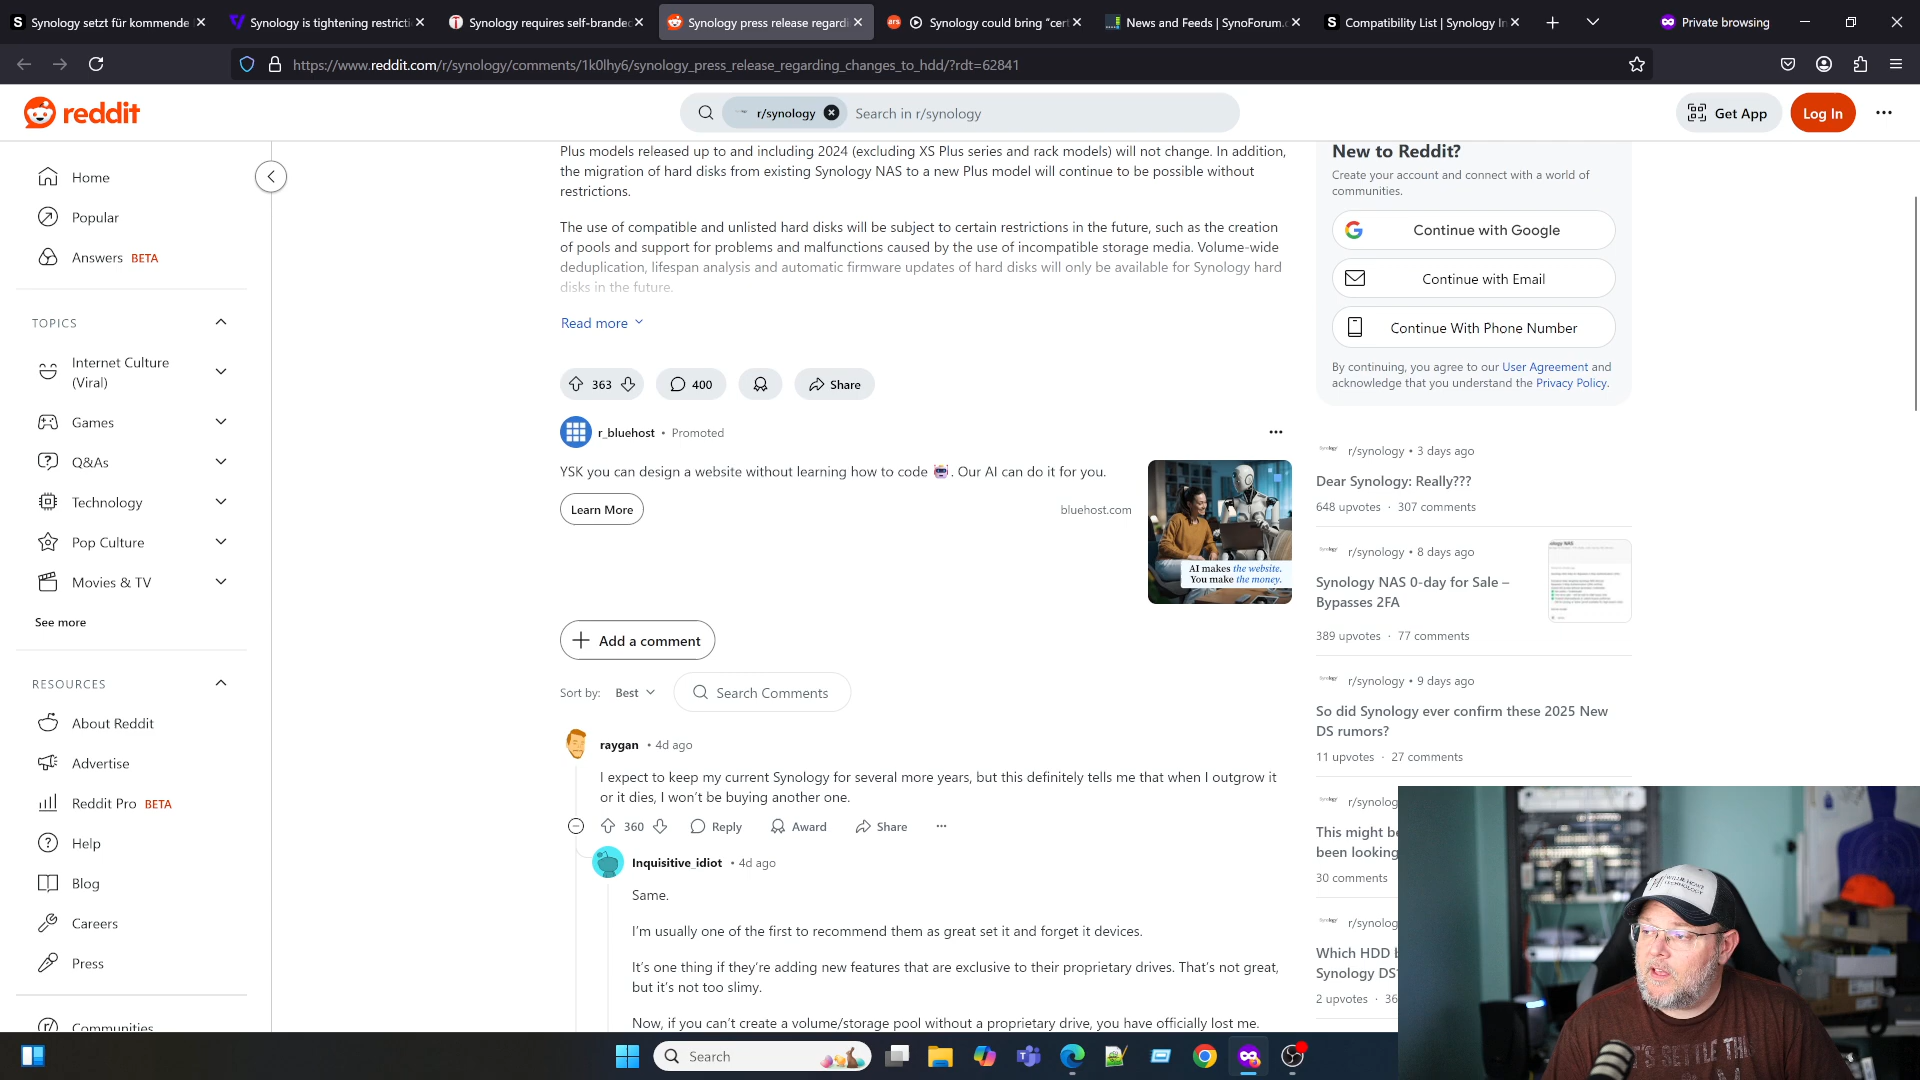 Synology setzt für kommende
Synology is tightening restricti
Synology requires self-brande
Synology press release regardi
ars
Synology could bring "cer
News and Feeds | SynoForum.
Compatibility List | Synology In
Private browsing
https://www.reddit.com/r/synology/comments/1k0lhy6/synology_press_release_regarding_changes_to_hdd/?rdt=62841
reddit
r/synology
Search in r/synology
Get App
Log In
Home
Popular
Answers BETA
TOPICS
Internet Culture
(Viral)
Games
Q&As
Technology
Pop Culture
Movies & TV
See more
RESOURCES
About Reddit
Advertise
Reddit Pro BETA
Help
Blog
Careers
Press
Communities
Plus models released up to and including 2024 (excluding XS Plus series and rack models) will not change. In addition,
the migration of hard disks from existing Synology NAS to a new Plus model will continue to be possible without
restrictions.
The use of compatible and unlisted hard disks will be subject to certain restrictions in the future, such as the creation
of pools and support for problems and malfunctions caused by the use of incompatible storage media. Volume-wide
deduplication, lifespan analysis and automatic firmware updates of hard disks will only be available for Synology hard
disks in the future.
Read more
363
400
Share
r_bluehost • Promoted
YSK you can design a website without learning how to code 🤖. Our AI can do it for you.
Learn More
bluehost.com
AI makes the website.
You make the money.
Add a comment
Sort by: Best
Search Comments
raygan • 4d ago
I expect to keep my current Synology for several more years, but this definitely tells me that when I outgrow it
or it dies, I won't be buying another one.
360
Reply
Award
Share
Inquisitive_idiot • 4d ago
Same.
I'm usually one of the first to recommend them as great set it and forget it devices.
It's one thing if they're adding new features that are exclusive to their proprietary drives. That's not great,
but it's not too slimy.
Now, if you can't create a volume/storage pool without a proprietary drive, you have officially lost me.
New to Reddit?
Create your account and connect with a world of
communities.
Continue with Google
Continue with Email
Continue With Phone Number
By continuing, you agree to our User Agreement and
acknowledge that you understand the Privacy Policy.
r/synology • 3 days ago
Dear Synology: Really???
648 upvotes · 307 comments
r/synology • 8 days ago
Synology NAS 0-day for Sale –
Bypasses 2FA
389 upvotes · 77 comments
r/synology • 9 days ago
So did Synology ever confirm these 2025 New
DS rumors?
11 upvotes · 27 comments
r/synolog
This might be
been looking
30 comments
r/synolog
Which HDD b
Synology DS
2 upvotes · 36
WILLIE HOWE
TECHNOLOGY
Search